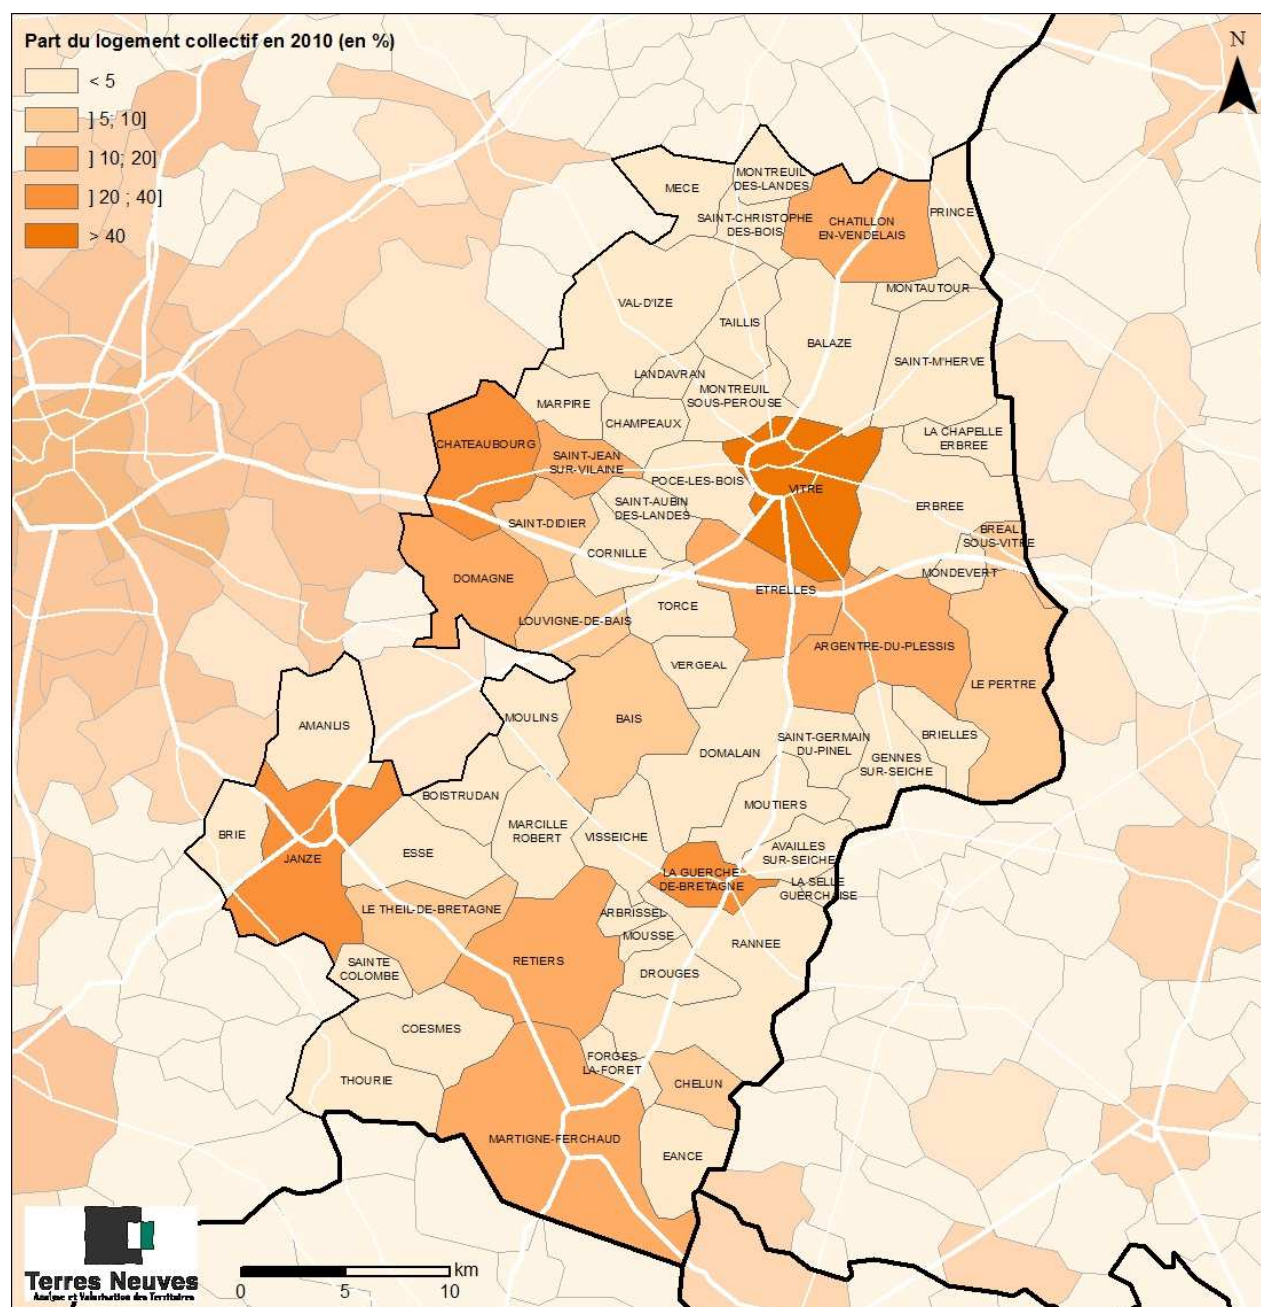 Part du logement collectif en 2010 (en %)
< 5
] 5; 10]
] 10; 20]
] 20 ; 40]
> 40
N
MECE
MONTREUIL
DES-LANDES
SAINT-CHRISTOPHE
DES-BOIS
CHATILLON
EN-VENDELAIS
PRINCE
MONTAUTOUR
VAL-D'IZE
TAILLIS
BALAZE
SAINT-M'HERVE
LANDAVRAN
MONTREUIL
SOUS-PEROUSE
MARPIRE
CHAMPEAUX
LA CHAPELLE
ERBREE
CHATEAUBOURG
SAINT-JEAN
SUR-VILAINE
POCE-LES-BOIS
VITRE
SAINT-AUBIN
DES-LANDES
ERBREE
SAINT-DIDIER
BREAL
SOUS-VITRE
CORNILLE
MONDEVERT
DOMAGNE
ETRELLES
TORCE
LOUVIGNE-DE-BAIS
ARGENTRE-DU-PLESSIS
VERGEAL
LE PERTRE
AMANLIS
MOULINS
BAIS
DOMALAIN
SAINT-GERMAIN
DU-PINEL
BRIELLES
GENNES
SUR-SEICHE
BOISTRUDAN
MOUTIERS
BRIE
MARCILLE
ROBERT
VISSEICHE
AVAILLES
SUR-SEICHE
JANZE
ESSE
LA GUERCHE
DE-BRETAGNE
LA SELLE
GUERCHAISE
LE THEIL-DE-BRETAGNE
ARBRISSEL
MOUSSE
RANNEE
SAINTE
COLOMBE
RETIERS
DROUGES
COESMES
FORGES
LA-FORET
THOURIE
CHELUN
MARTIGNE-FERCHAUD
EANCE
Terres Neuves
Analyse et Valorisation des Territoires
km
0 5 10